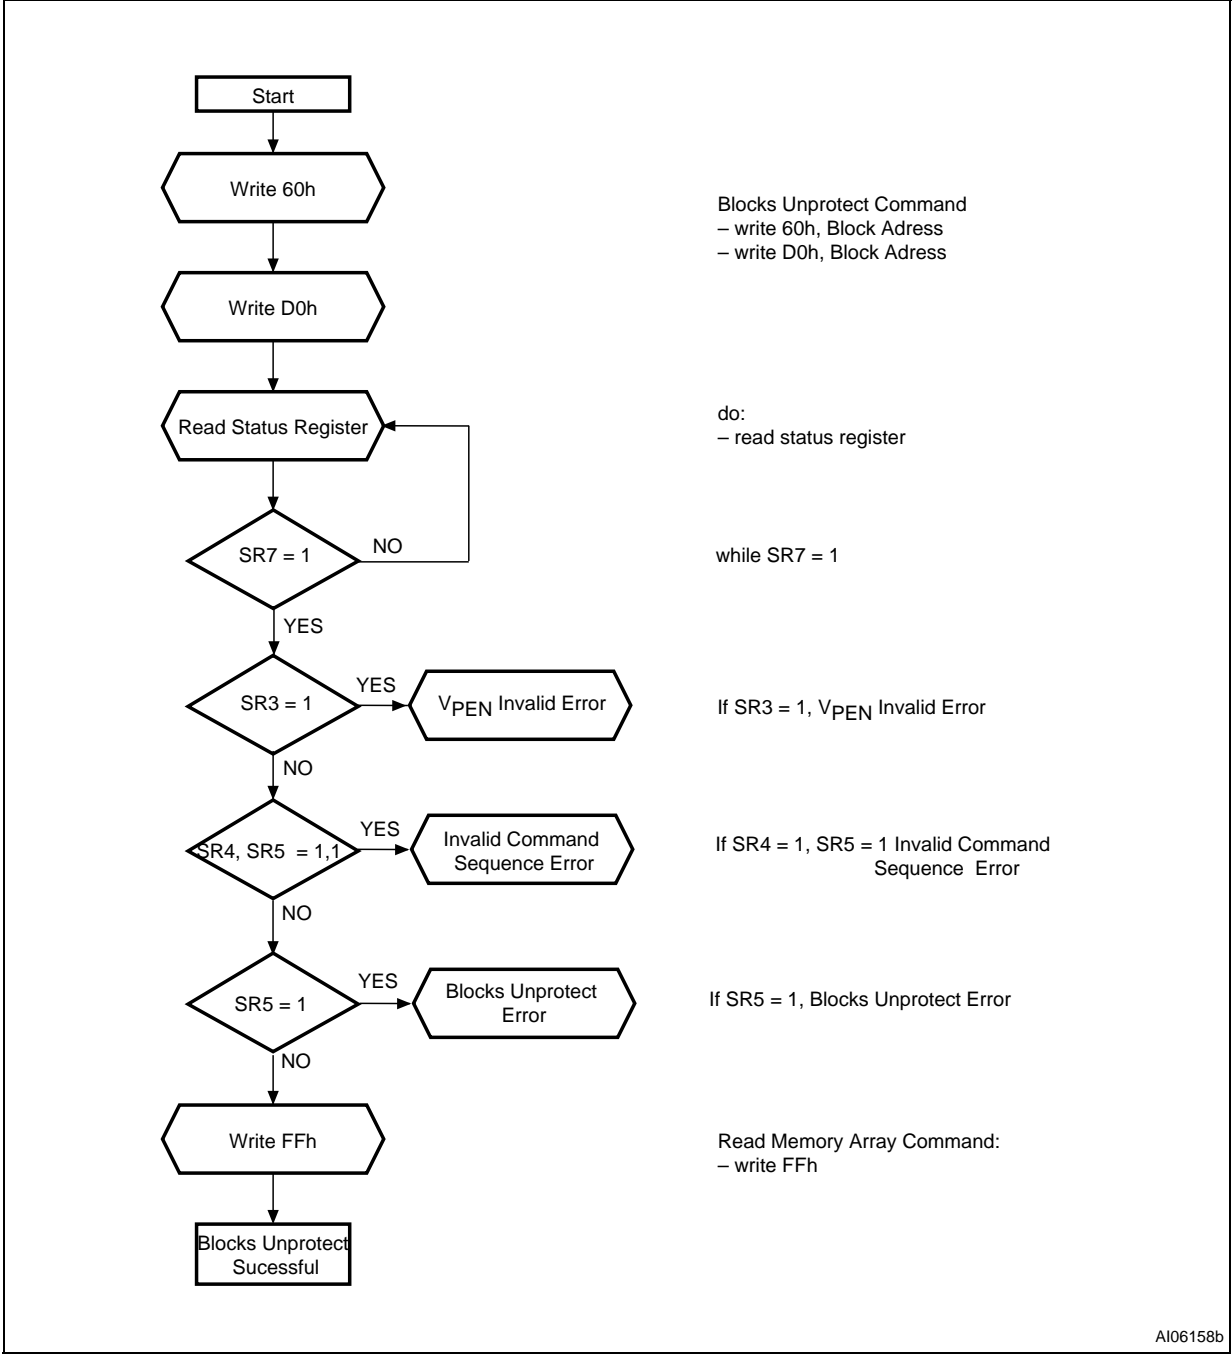 Start
Write 60h
Blocks Unprotect Command
– write 60h, Block Adress
– write D0h, Block Adress
Write D0h
Read Status Register
do:
– read status register
SR7 = 1
NO
while SR7 = 1
YES
SR3 = 1
YES
VPEN Invalid Error
If SR3 = 1, VPEN Invalid Error
NO
SR4, SR5 = 1,1
YES
Invalid Command
Sequence Error
If SR4 = 1, SR5 = 1 Invalid Command
Sequence Error
NO
SR5 = 1
YES
Blocks Unprotect
Error
If SR5 = 1, Blocks Unprotect Error
NO
Write FFh
Read Memory Array Command:
– write FFh
Blocks Unprotect
Sucessful
AI06158b